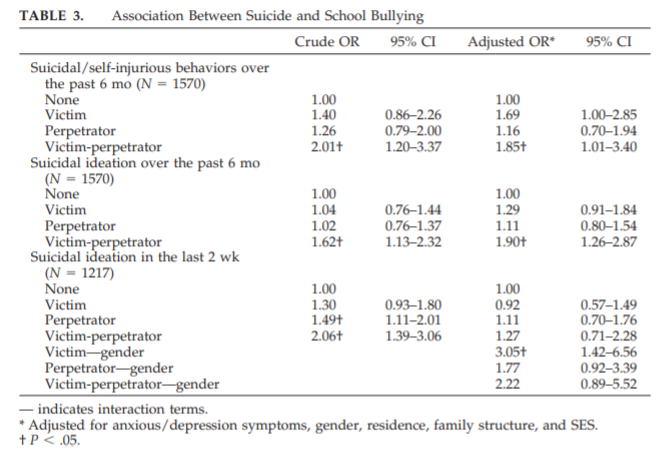 TABLE 3. Association Between Suicide and School Bullying
Crude OR 95% CI Adjusted OR* 95% CI
Suicidal/self-injurious behaviors over
the past 6 mo (N = 1570)
None 1.00 1.00
Victim 1.40 0.86–2.26 1.69 1.00–2.85
Perpetrator 1.26 0.79–2.00 1.16 0.70–1.94
Victim-perpetrator 2.01† 1.20–3.37 1.85† 1.01–3.40
Suicidal ideation over the past 6 mo
(N = 1570)
None 1.00 1.00
Victim 1.04 0.76–1.44 1.29 0.91–1.84
Perpetrator 1.02 0.76–1.37 1.11 0.80–1.54
Victim-perpetrator 1.62† 1.13–2.32 1.90† 1.26–2.87
Suicidal ideation in the last 2 wk
(N = 1217)
None 1.00 1.00
Victim 1.30 0.93–1.80 0.92 0.57–1.49
Perpetrator 1.49† 1.11–2.01 1.11 0.70–1.76
Victim-perpetrator 2.06† 1.39–3.06 1.27 0.71–2.28
Victim—gender 3.05† 1.42–6.56
Perpetrator—gender 1.77 0.92–3.39
Victim-perpetrator—gender 2.22 0.89–5.52
— indicates interaction terms.
* Adjusted for anxious/depression symptoms, gender, residence, family structure, and SES.
† P < .05.